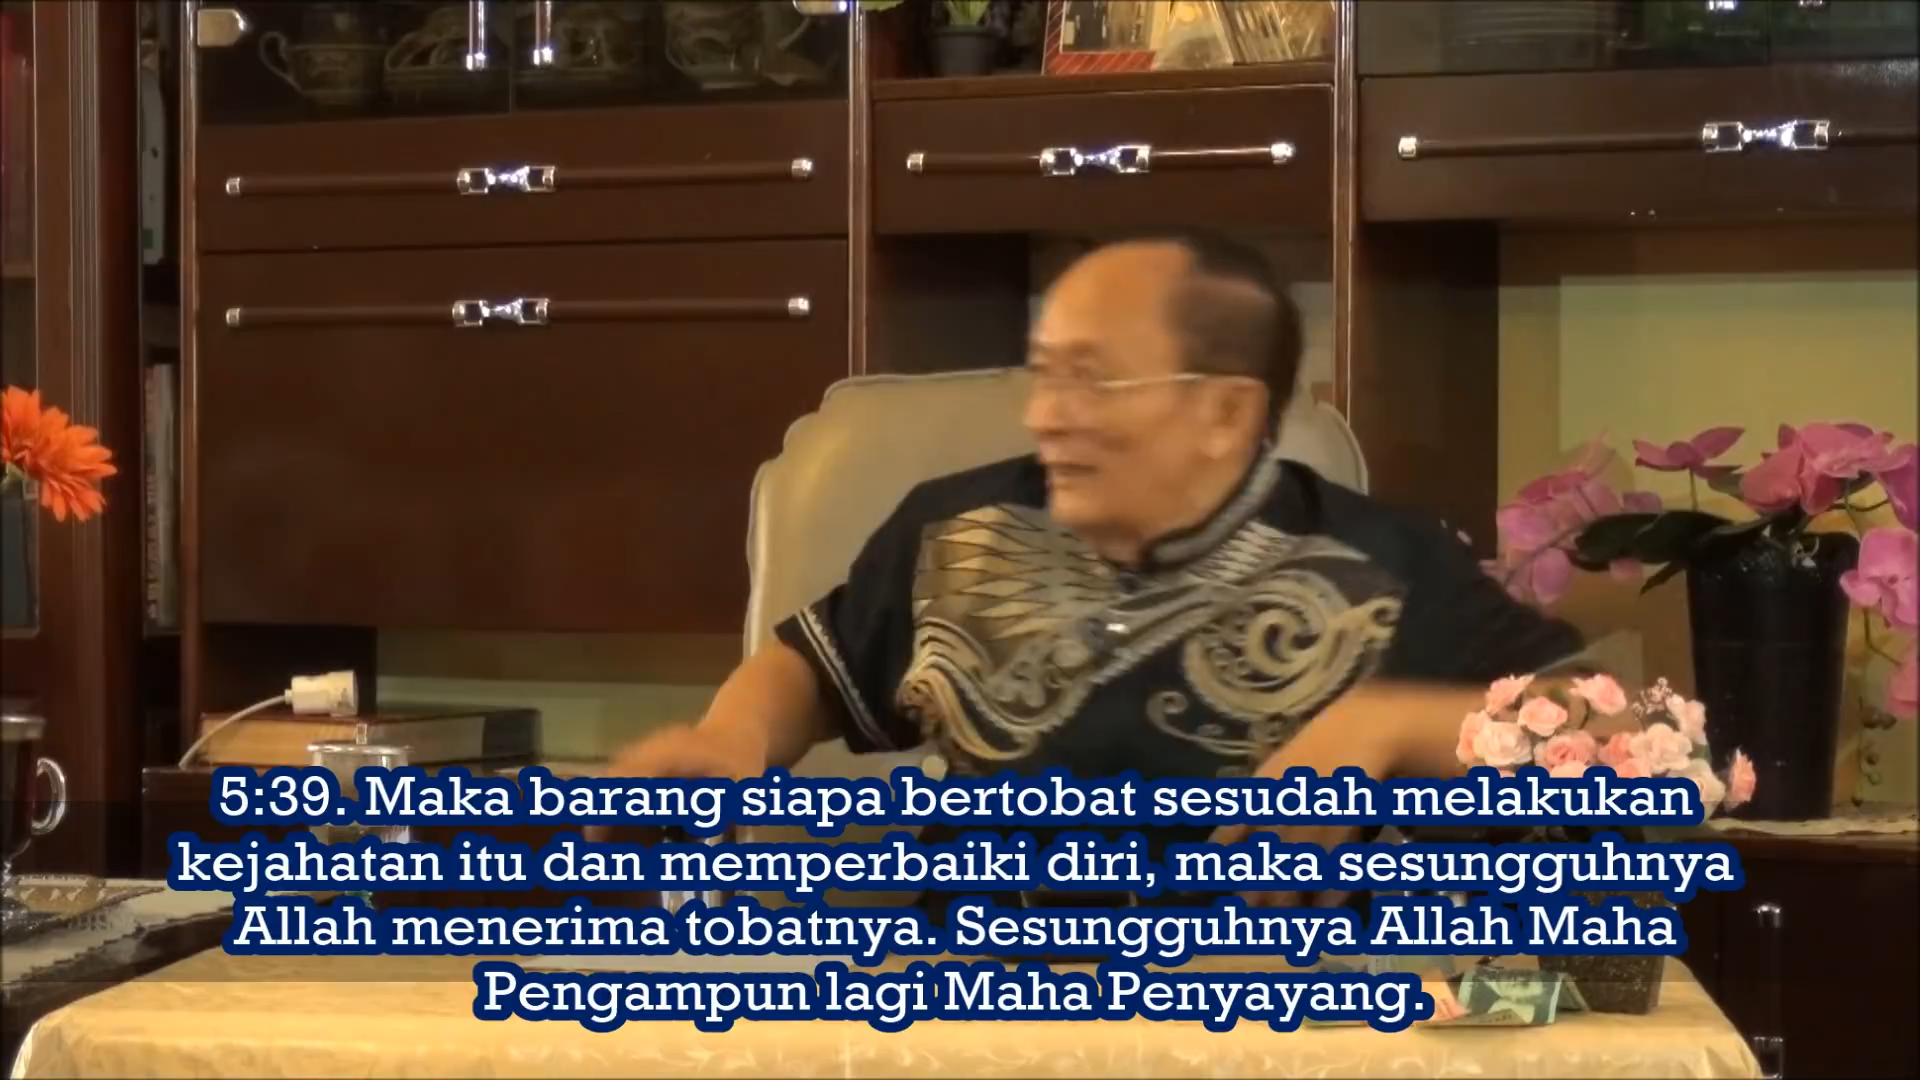 5:39. Maka barang siapa bertobat sesudah melakukan
kejahatan itu dan memperbaiki diri, maka sesungguhnya
Allah menerima tobatnya. Sesungguhnya Allah Maha
Pengampun lagi Maha Penyayang.